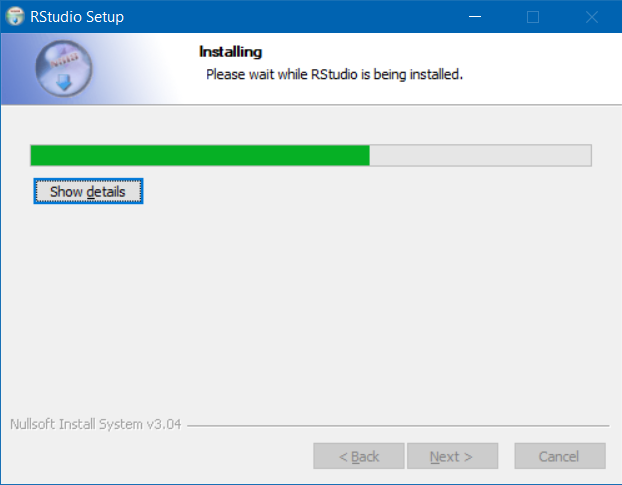 RStudio Setup
Installing
Please wait while RStudio is being installed.
Show details
Nullsoft Install System v3.04
< Back
Next >
Cancel